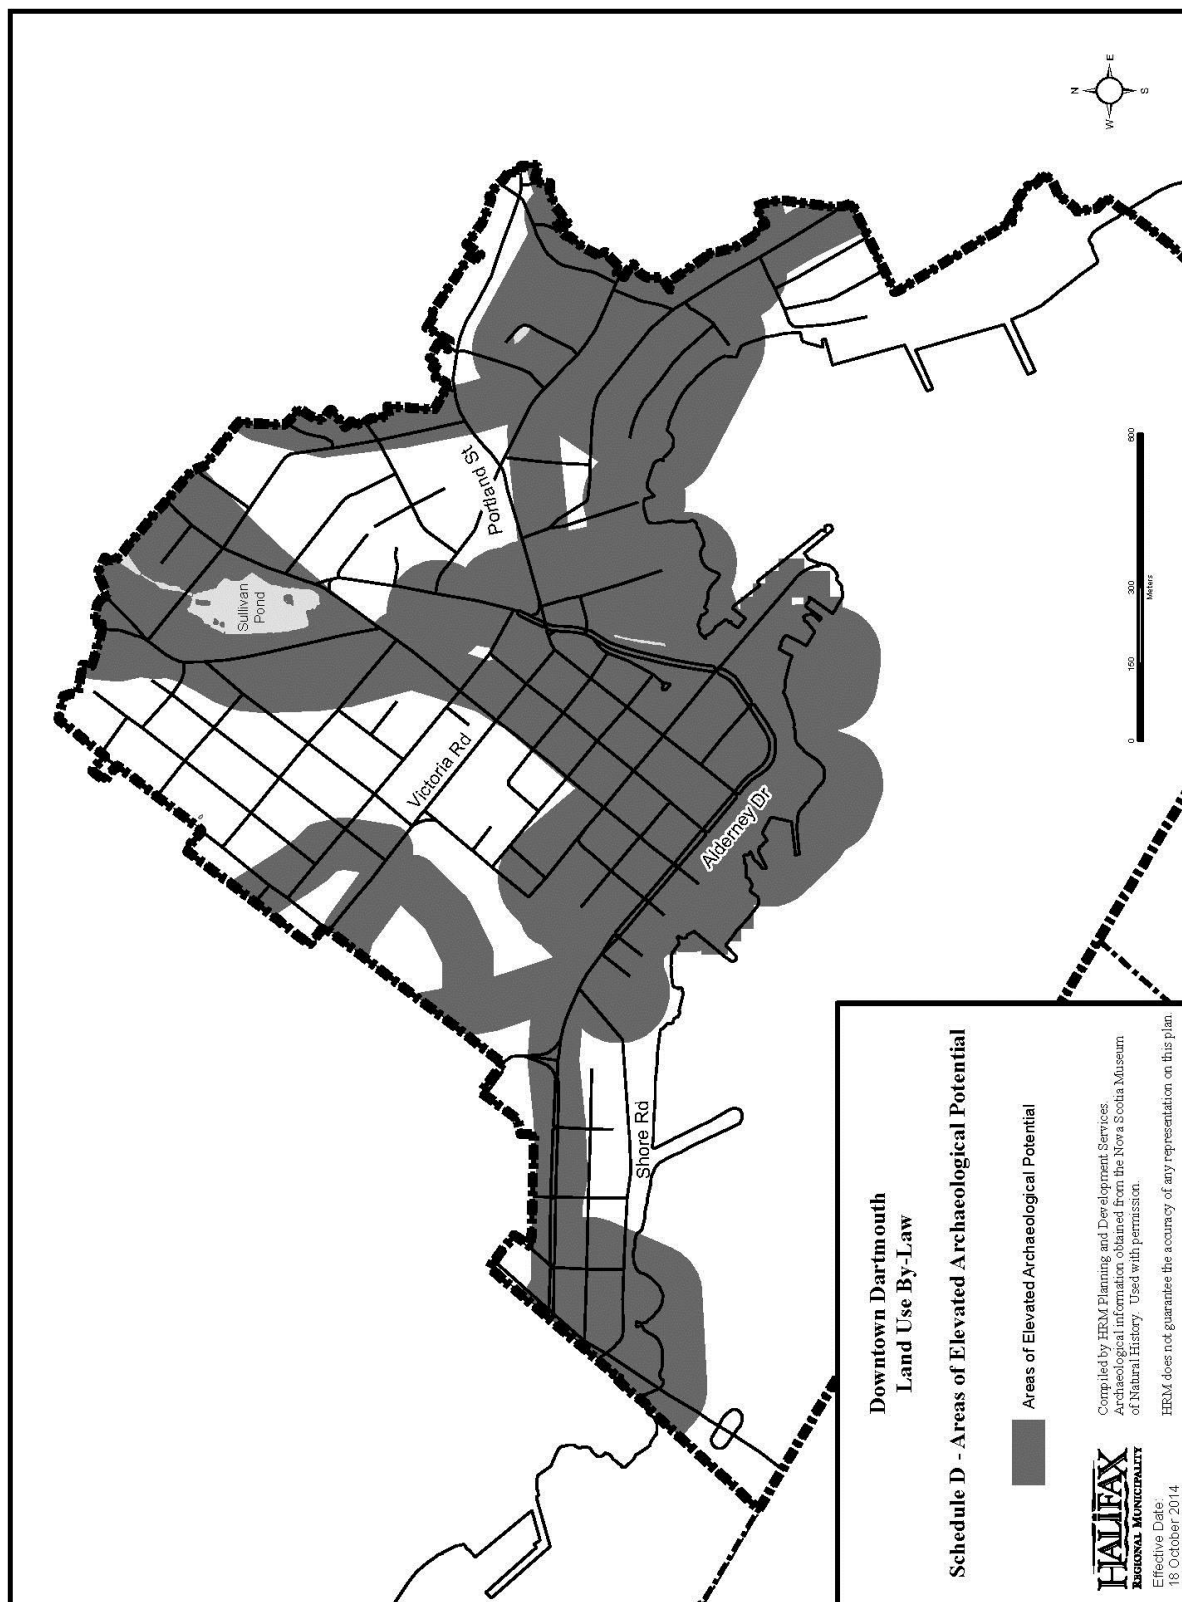 N
W
E
S
Sullivan
Pond
Portland St
Victoria Rd
Alderney Dr
Shore Rd
0
150
300
600
Meters
Downtown Dartmouth
Land Use By-Law
Schedule D - Areas of Elevated Archaeological Potential
Areas of Elevated Archaeological Potential
HALIFAX
REGIONAL MUNICIPALITY
Effective Date:
18 October 2014
Compiled by HRM Planning and Development Services.
Archaeological information obtained from the Nova Scotia Museum
of Natural History. Used with permission.
HRM does not guarantee the accuracy of any representation on this plan.